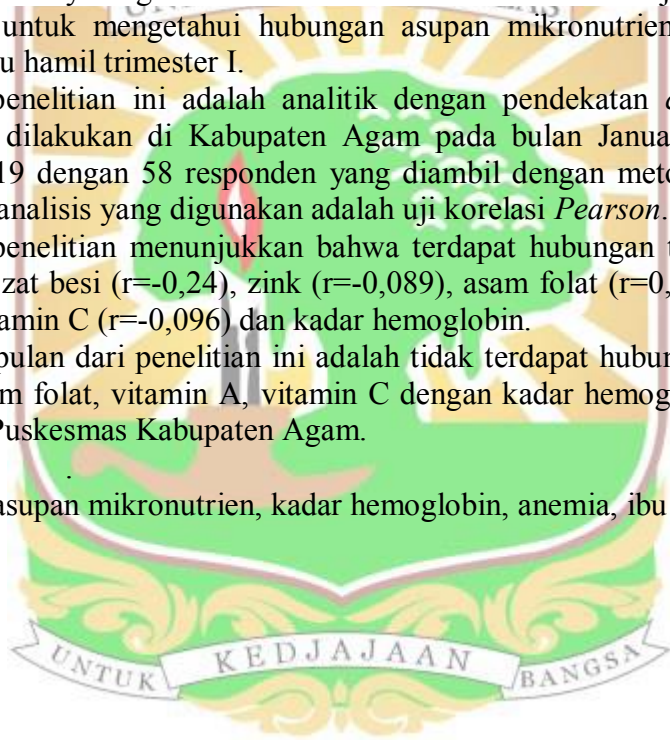 untuk mengetahui hubungan asupan mikronutrien
u hamil trimester I.
penelitian ini adalah analitik dengan pendekatan
dilakukan di Kabupaten Agam pada bulan Janua
19 dengan 58 responden yang diambil dengan meto
analisis yang digunakan adalah uji korelasi Pearson.
penelitian menunjukkan bahwa terdapat hubungan t
zat besi (r=-0,24), zink (r=-0,089), asam folat (r=0,
amin C (r=-0,096) dan kadar hemoglobin.
pulan dari penelitian ini adalah tidak terdapat hubun
m folat, vitamin A, vitamin C dengan kadar hemog
Puskesmas Kabupaten Agam.
.
asupan mikronutrien, kadar hemoglobin, anemia, ibu
UNTUK KEDJAJAAN BANGSA